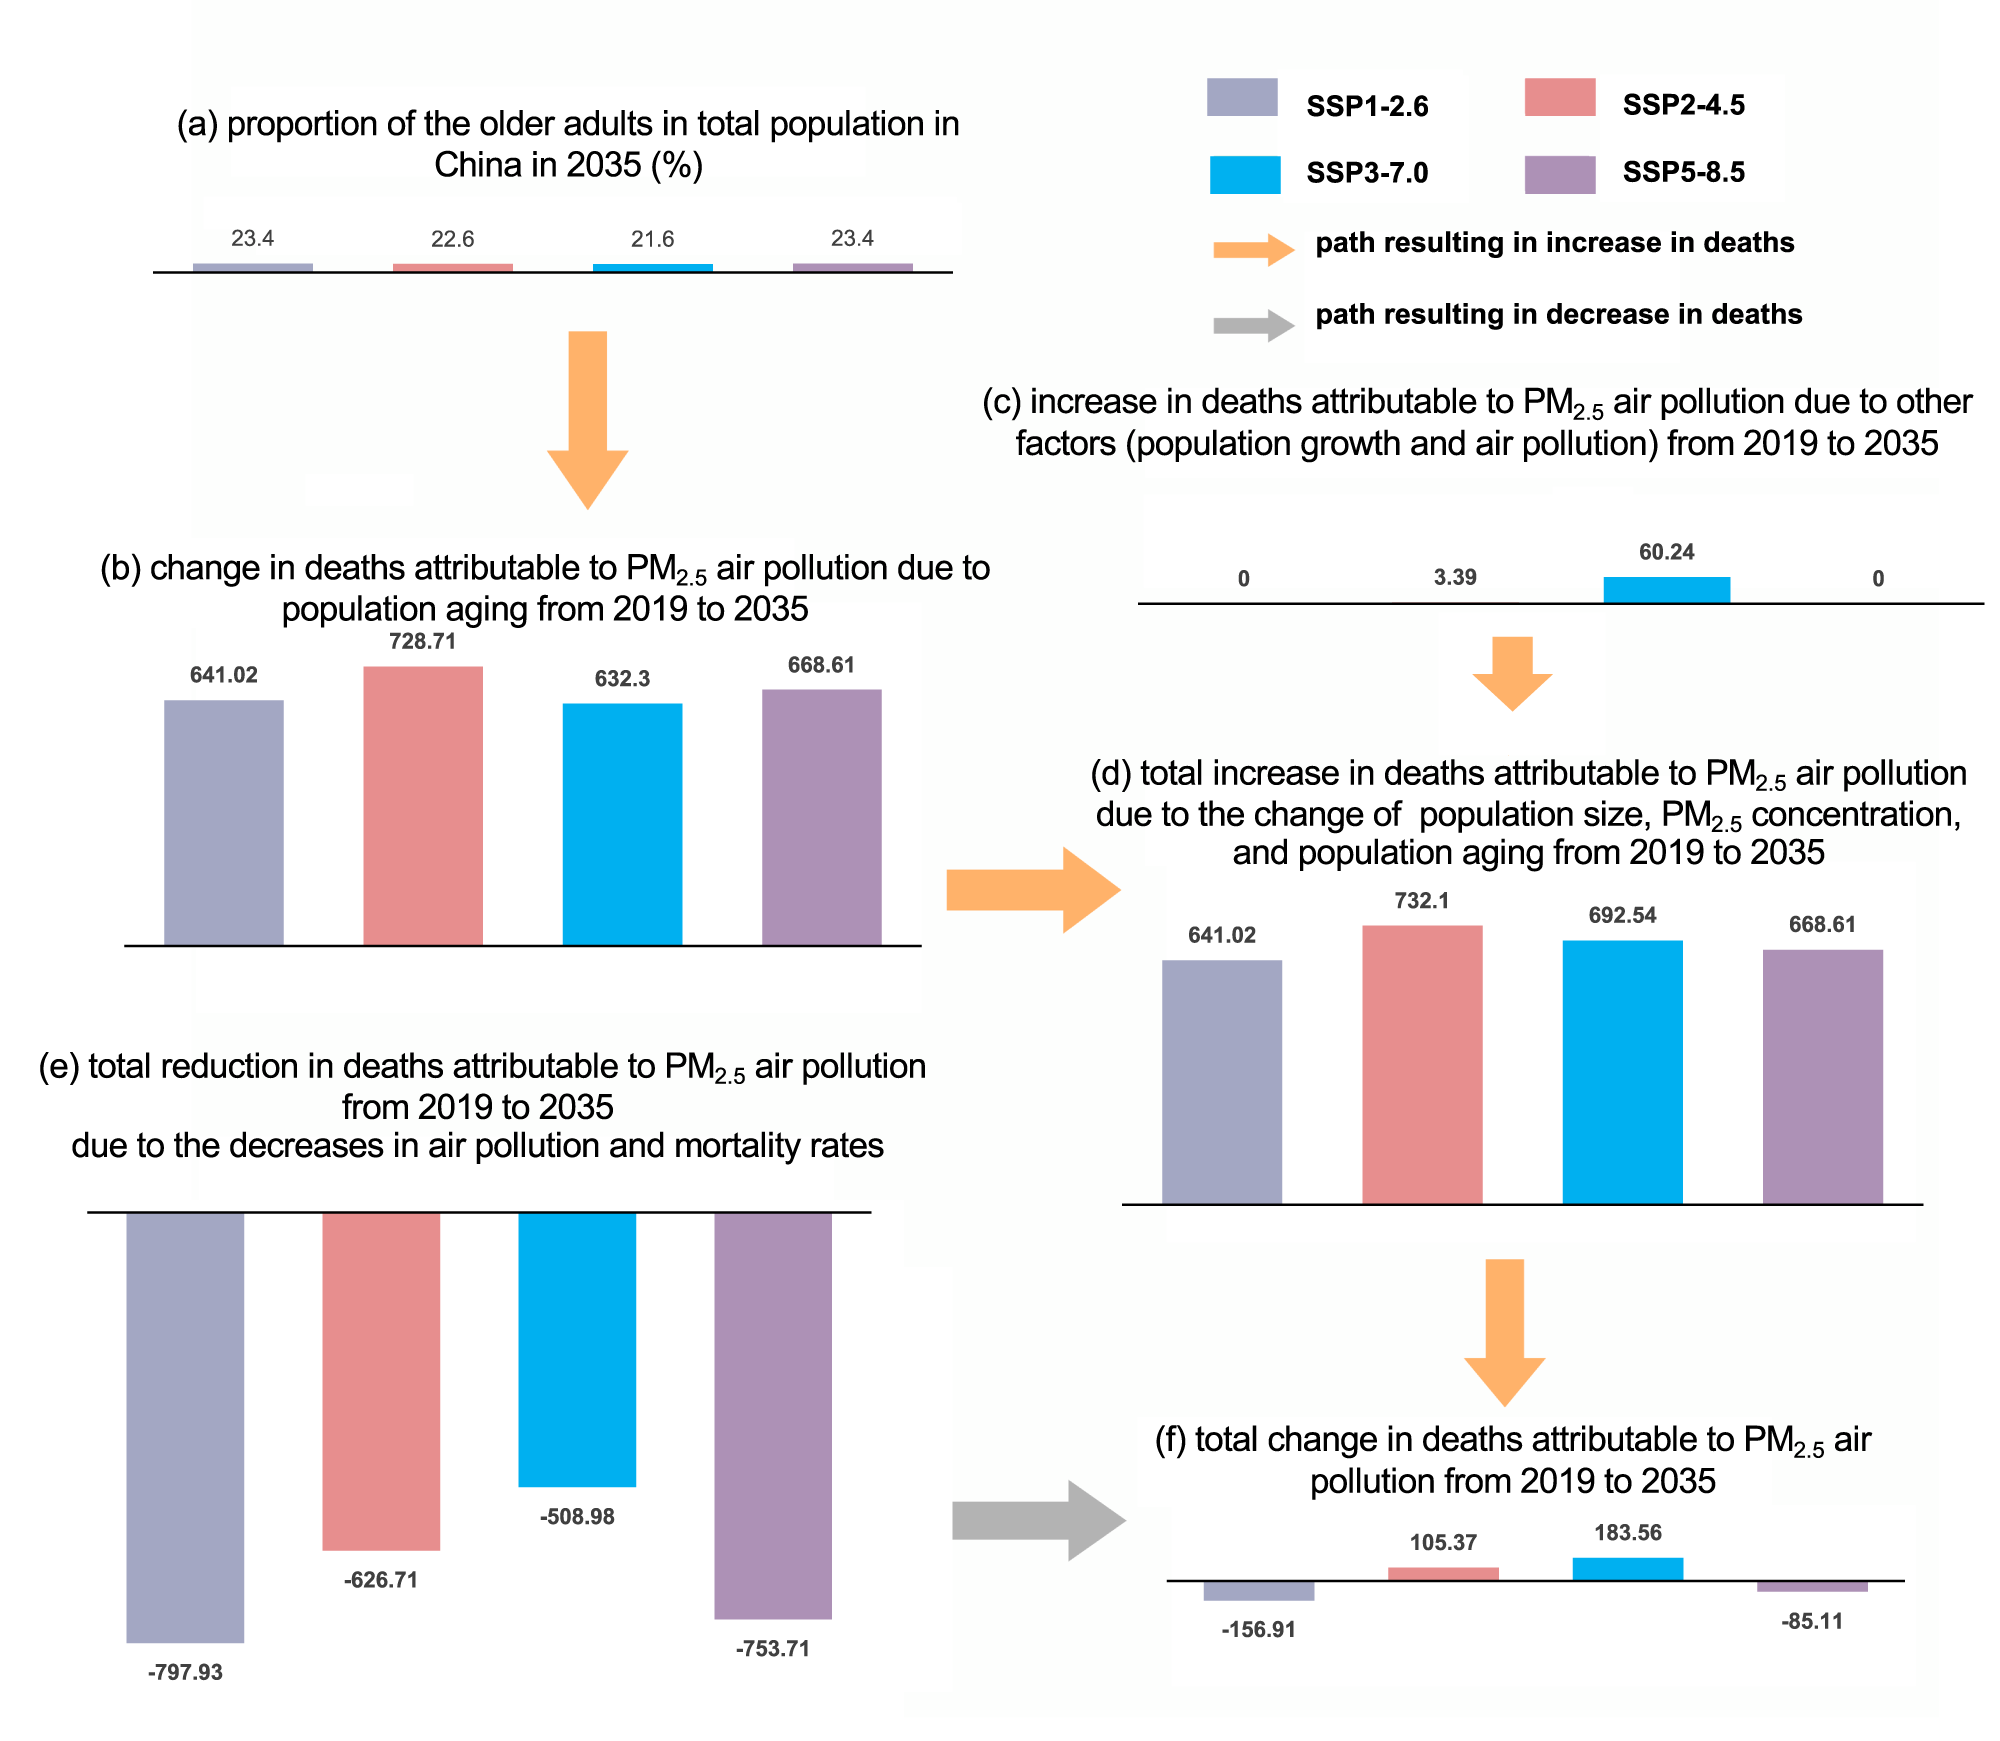 (a) proportion of the older adults in total population in
China in 2035 (%)
23.4 22.6 21.6 23.4
SSP1-2.6 SSP2-4.5
SSP3-7.0 SSP5-8.5
path resulting in increase in deaths
path resulting in decrease in deaths
(b) change in deaths attributable to PM2.5 air pollution due to
population aging from 2019 to 2035
641.02 728.71 632.3 668.61
(c) increase in deaths attributable to PM2.5 air pollution due to other
factors (population growth and air pollution) from 2019 to 2035
0 3.39 60.24 0
(d) total increase in deaths attributable to PM2.5 air pollution
due to the change of population size, PM2.5 concentration,
and population aging from 2019 to 2035
641.02 732.1 692.54 668.61
(e) total reduction in deaths attributable to PM2.5 air pollution
from 2019 to 2035
due to the decreases in air pollution and mortality rates
-797.93 -626.71 -508.98 -753.71
(f) total change in deaths attributable to PM2.5 air
pollution from 2019 to 2035
-156.91 105.37 183.56 -85.11